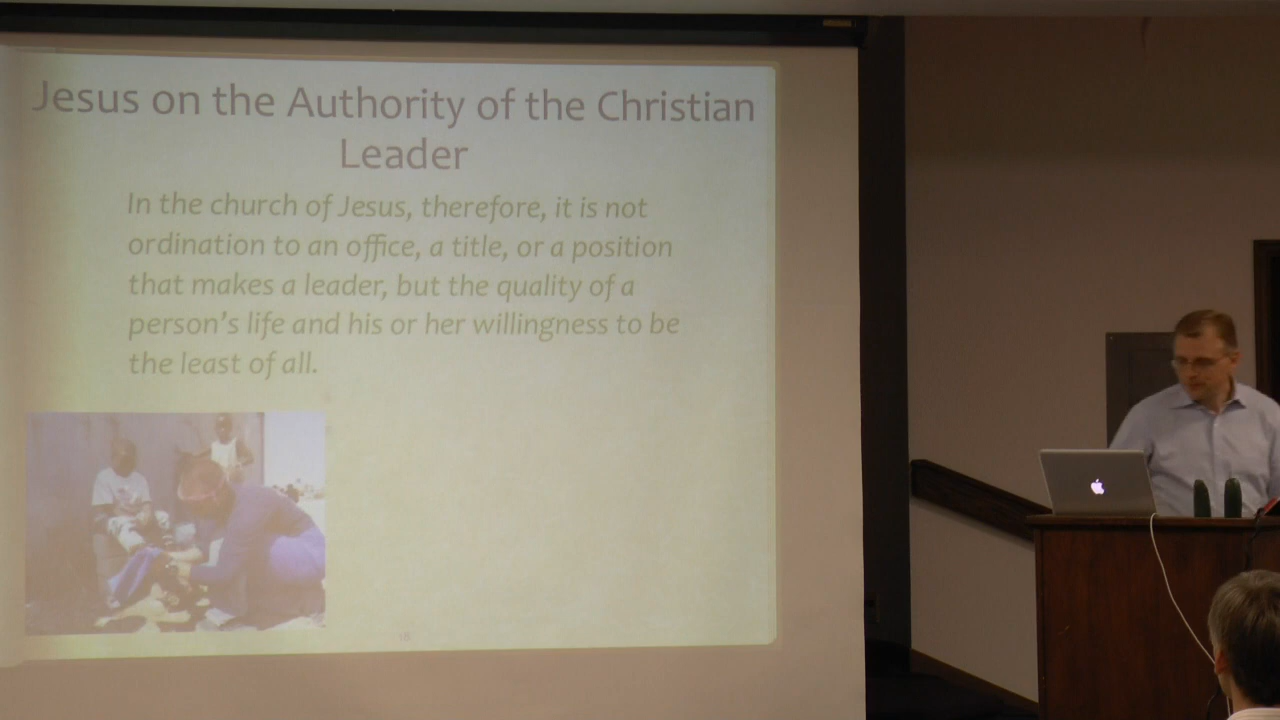 Jesus on the Authority of the Christian
Leader
In the church of Jesus, therefore, it is not
ordination to an office, a title, or a position
that makes a leader, but the quality of a
person's life and his or her willingness to be
the least of all.
18